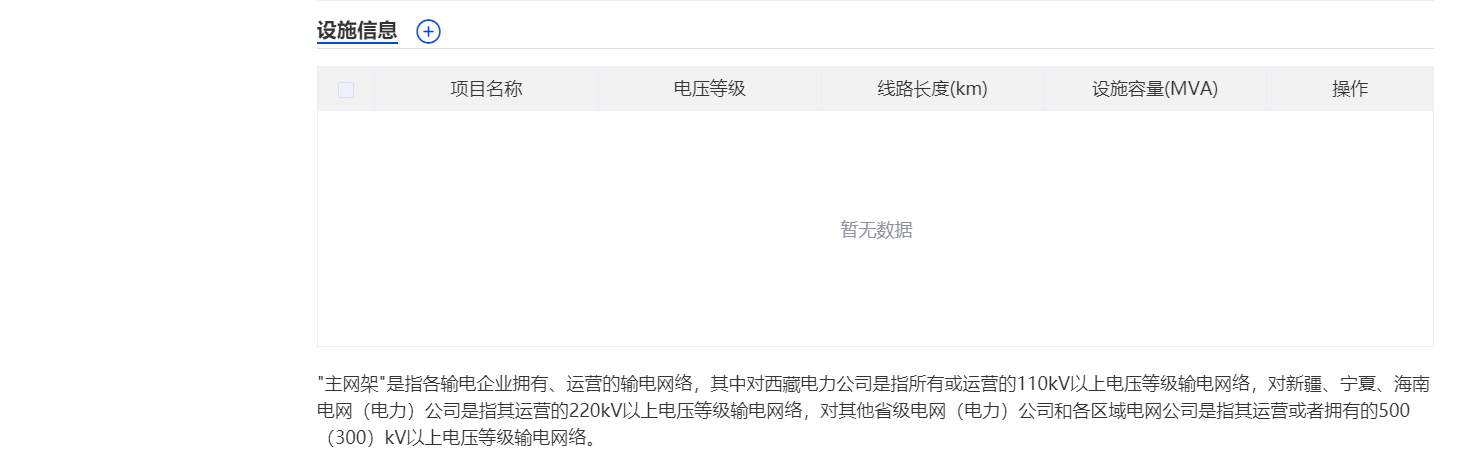 设施信息
项目名称 电压等级 线路长度(km) 设施容量(MVA) 操作
暂无数据
"主网架"是指各输电企业拥有、运营的输电网络，其中对西藏电力公司是指所有或运营的110kV以上电压等级输电网络，对新疆、宁夏、海南
电网（电力）公司是指其运营的220kV以上电压等级输电网络，对其他省级电网（电力）公司和各区域电网公司是指其运营或者拥有的500
（300）kV以上电压等级输电网络。